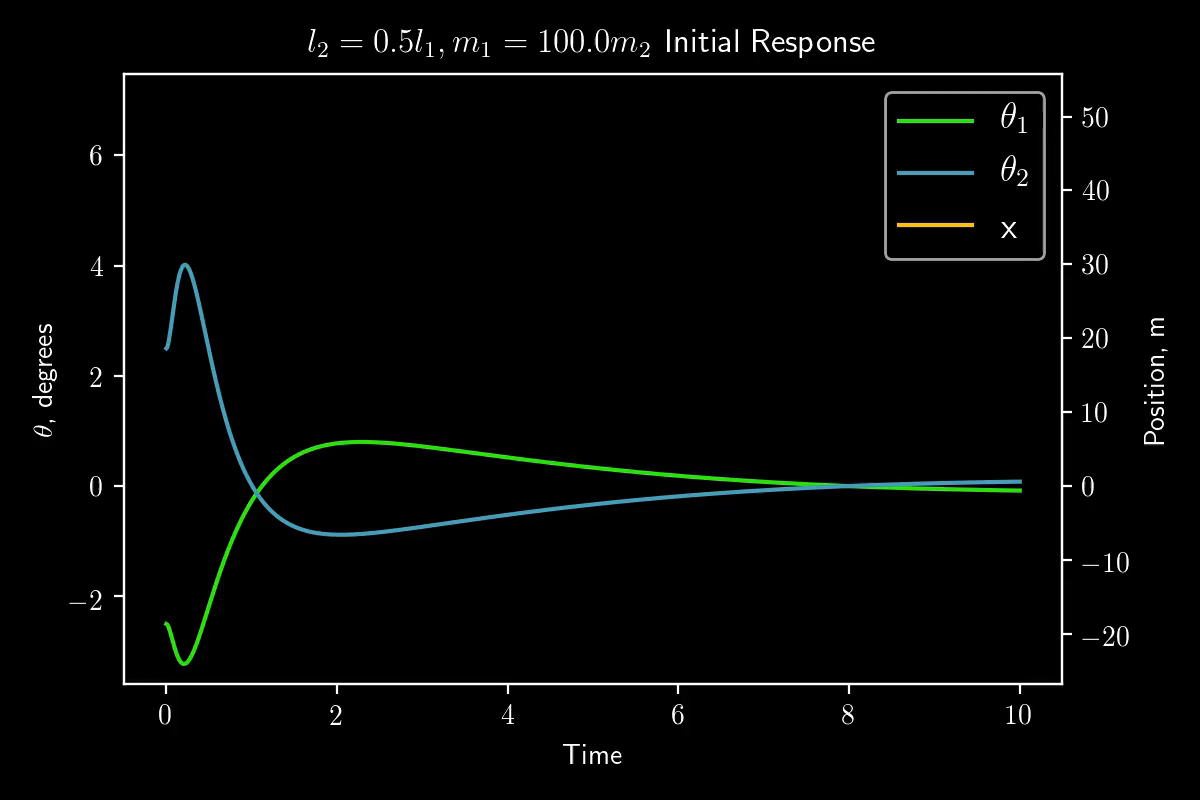 l₂ = 0.5l₁, m₁ = 100.0m₂ Initial Response
θ₁
θ₂
x
6
4
2
0
−2
θ, degrees
50
40
30
20
10
0
−10
−20
Position, m
0 2 4 6 8 10
Time